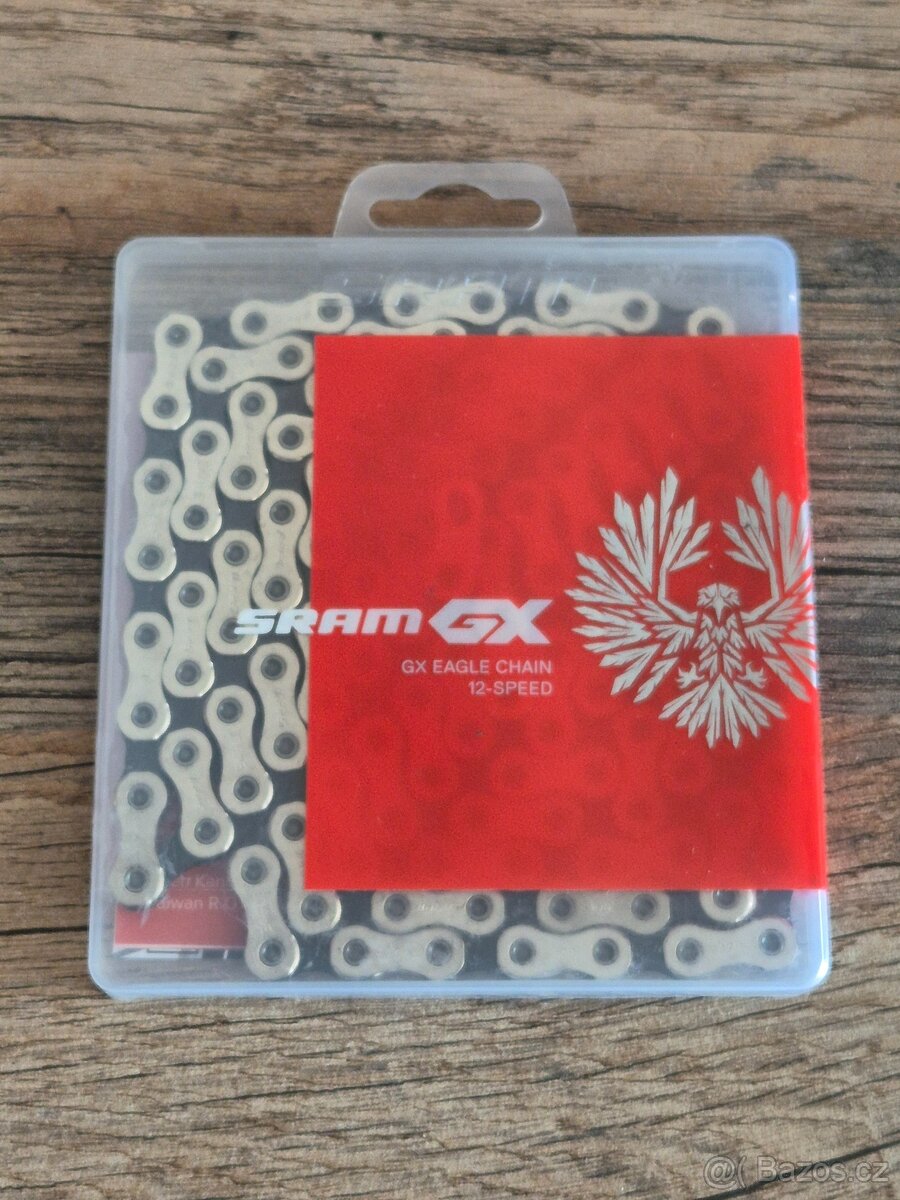 SRAM GX
GX EAGLE CHAIN
12-SPEED
@( Bazos.cz